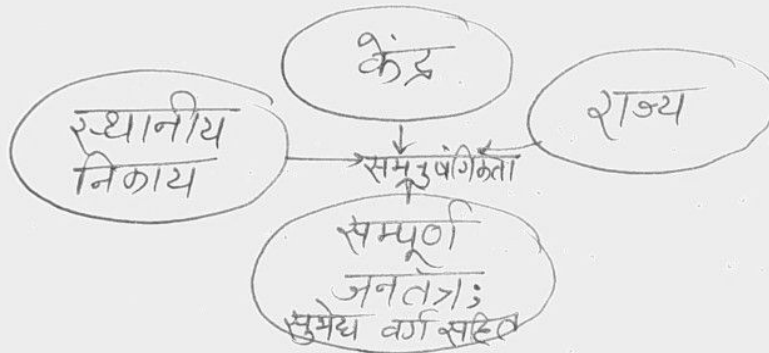 केंद्र
स्थानीय
निकाय
राज्य
सम्पूर्ण
जनतंत्र;
सुभेद्य वर्ग सहित